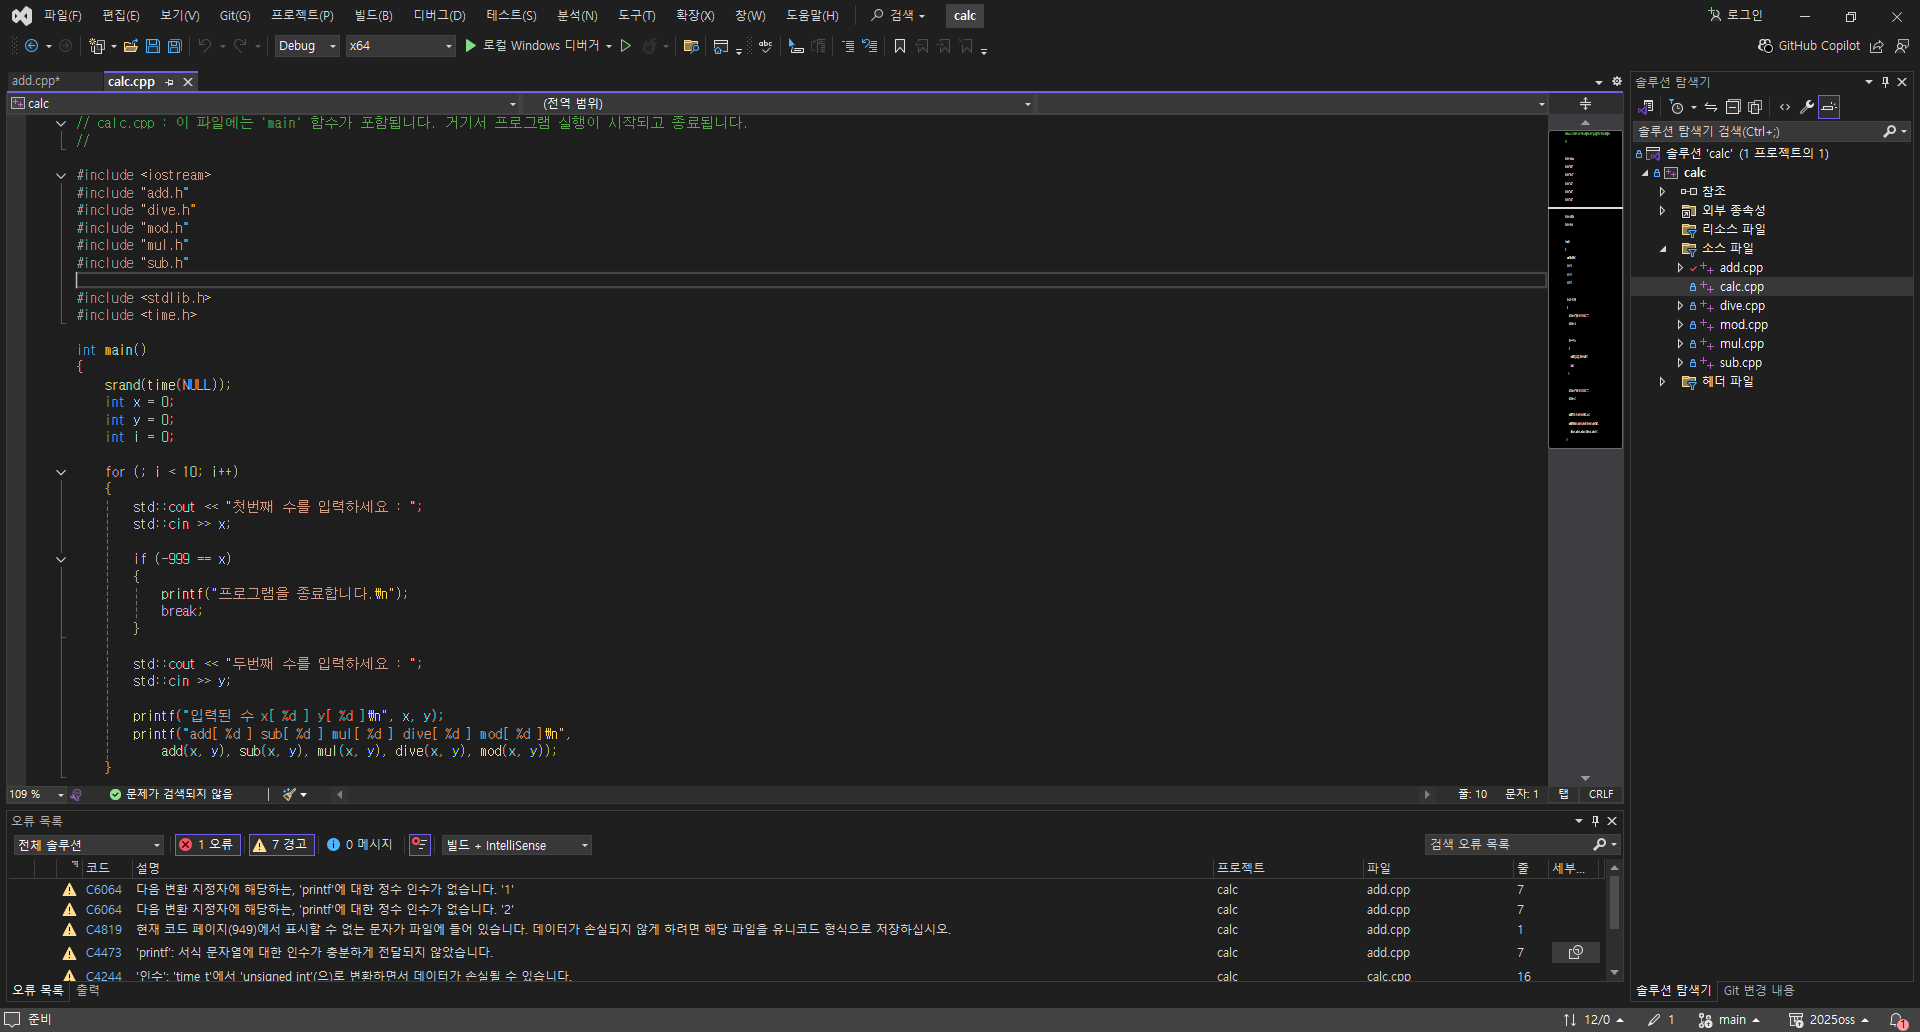 파일(F) 편집(E) 보기(V) Git(G) 프로젝트(P) 빌드(B) 디버그(D) 테스트(S) 분석(N) 도구(T) 확장(X) 창(W) 도움말(H) 검색 calc 로그인
Debug x64 로컬 Windows 디버거 GitHub Copilot
add.cpp* calc.cpp
calc (전역 범위)
// calc.cpp : 이 파일에는 'main' 함수가 포함됩니다. 거기서 프로그램 실행이 시작되고 종료됩니다.
//
#include <iostream>
#include "add.h"
#include "dive.h"
#include "mod.h"
#include "mul.h"
#include "sub.h"
#include <stdlib.h>
#include <time.h>
int main()
{
srand(time(NULL));
int x = 0;
int y = 0;
int i = 0;
for (; i < 10; i++)
{
std::cout << "첫번째 수를 입력하세요 : ";
std::cin >> x;
if (-999 == x)
{
printf("프로그램을 종료합니다.₩n");
break;
}
std::cout << "두번째 수를 입력하세요 : ";
std::cin >> y;
printf("입력된 수 x[ %d ] y[ %d ]₩n", x, y);
printf("add[ %d ] sub[ %d ] mul[ %d ] dive[ %d ] mod[ %d ]₩n",
add(x, y), sub(x, y), mul(x, y), dive(x, y), mod(x, y));
}
109 % 문제가 검색되지 않음 줄: 10 문자: 1 탭 CRLF
솔루션 탐색기
솔루션 탐색기 검색(Ctrl+;)
솔루션 'calc' (1 프로젝트의 1)
calc
참조
외부 종속성
리소스 파일
소스 파일
add.cpp
calc.cpp
dive.cpp
mod.cpp
mul.cpp
sub.cpp
헤더 파일
오류 목록
전체 솔루션 1 오류 7 경고 0 메시지 빌드 + IntelliSense 검색 오류 목록
코드 설명 프로젝트 파일 줄 세부...
C6064 다음 변환 지정자에 해당하는, 'printf'에 대한 정수 인수가 없습니다. '1' calc add.cpp 7
C6064 다음 변환 지정자에 해당하는, 'printf'에 대한 정수 인수가 없습니다. '2' calc add.cpp 7
C4819 현재 코드 페이지(949)에서 표시할 수 없는 문자가 파일에 들어 있습니다. 데이터가 손실되지 않게 하려면 해당 파일을 유니코드 형식으로 저장하십시오. calc add.cpp 1
C4473 'printf': 서식 문자열에 대한 인수가 충분하게 전달되지 않았습니다. calc add.cpp 7
C4244 '인수': 'time_t'에서 'unsigned int'(으)로 변환하면서 데이터가 손실될 수 있습니다. calc calc.cpp 16
오류 목록 출력 솔루션 탐색기 Git 변경 내용
준비 12/0 1 main 2025oss 1